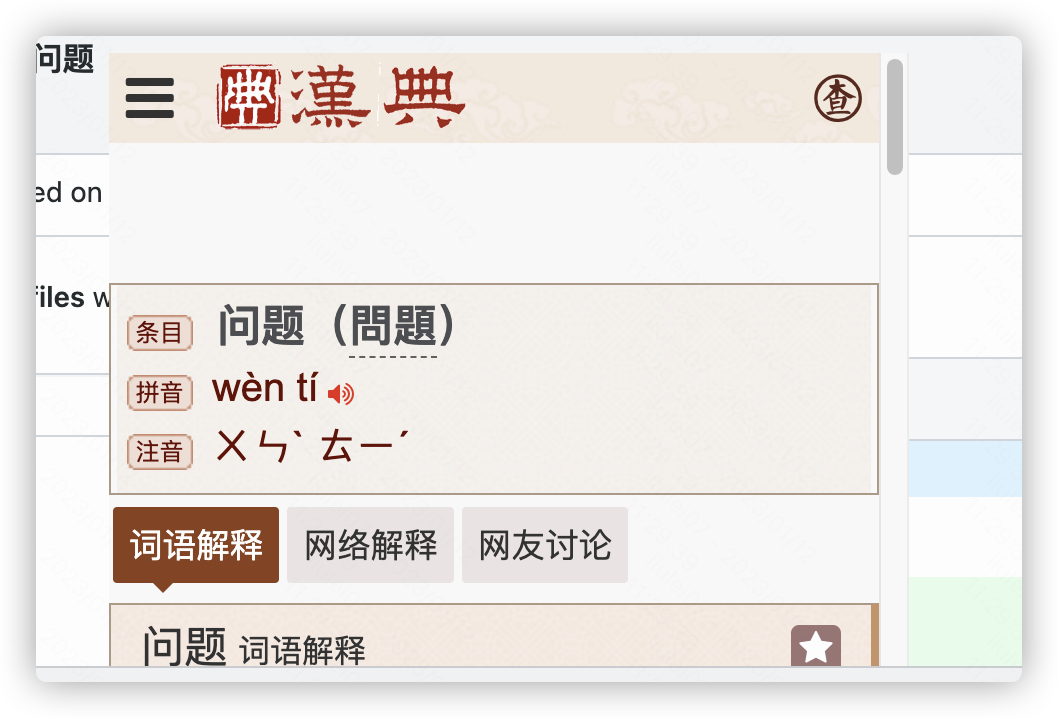 问题
漢典
查
ed on
files w
条目 问题（問題）
拼音 wèn tí
注音 ㄨㄣˋ ㄊㄧˊ
词语解释 网络解释 网友讨论
问题 词语解释